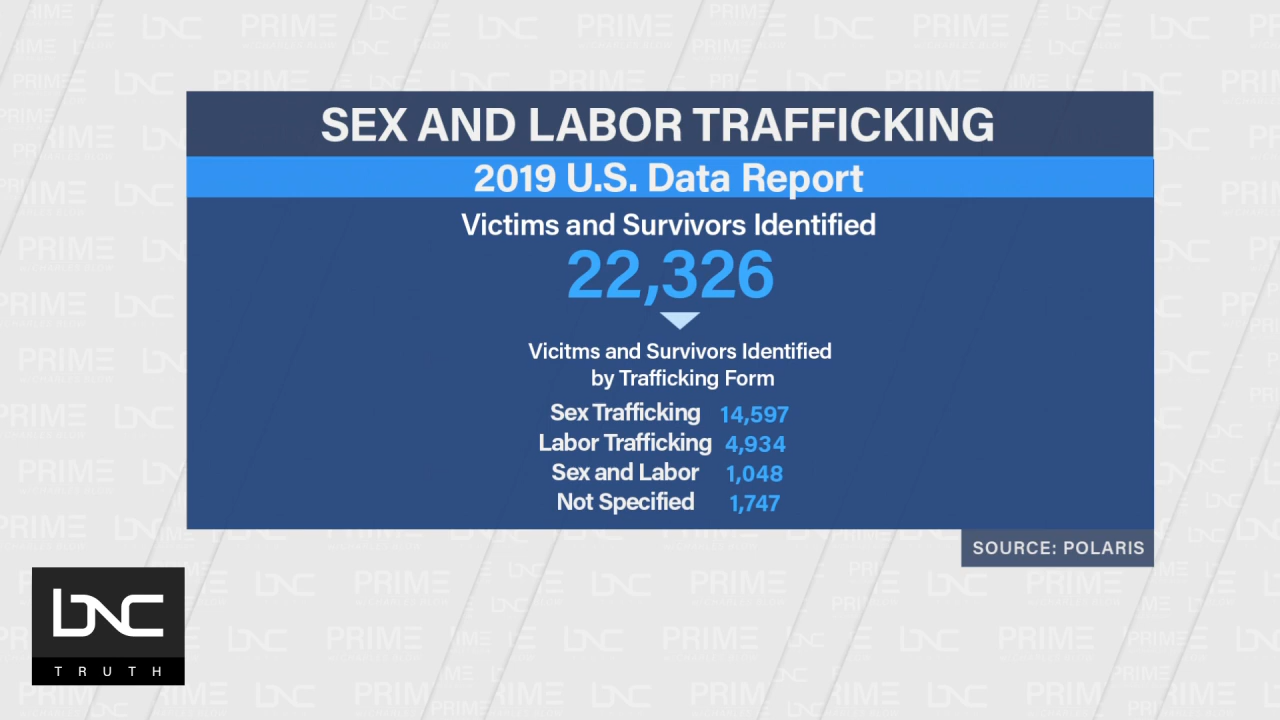 SEX AND LABOR TRAFFICKING
2019 U.S. Data Report
Victims and Survivors Identified
22,326
Vicitms and Survivors Identified
by Trafficking Form
Sex Trafficking 14,597
Labor Trafficking 4,934
Sex and Labor 1,048
Not Specified 1,747
SOURCE: POLARIS
BNC
TRUTH